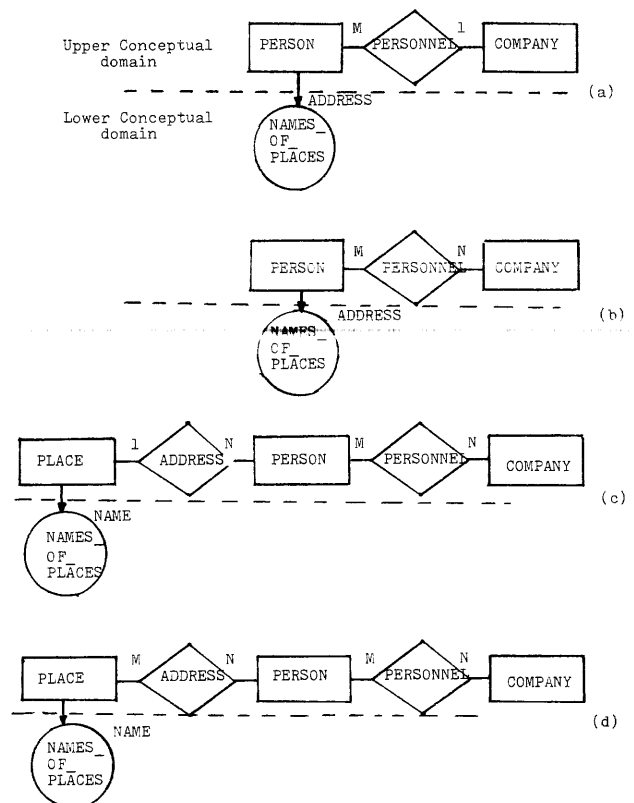 Upper Conceptual
domain
PERSON
M
PERSONNEL
1
COMPANY
(a)
ADDRESS
Lower Conceptual
domain
NAMES_
OF_
PLACES
PERSON
M
PERSONNEL
N
COMPANY
ADDRESS
(b)
NAMES_
OF_
PLACES
PLACE
1
ADDRESS
N
PERSON
M
PERSONNEL
N
COMPANY
(c)
NAME
NAMES_
OF_
PLACES
PLACE
M
ADDRESS
N
PERSON
M
PERSONNEL
N
COMPANY
(d)
NAME
NAMES_
OF_
PLACES